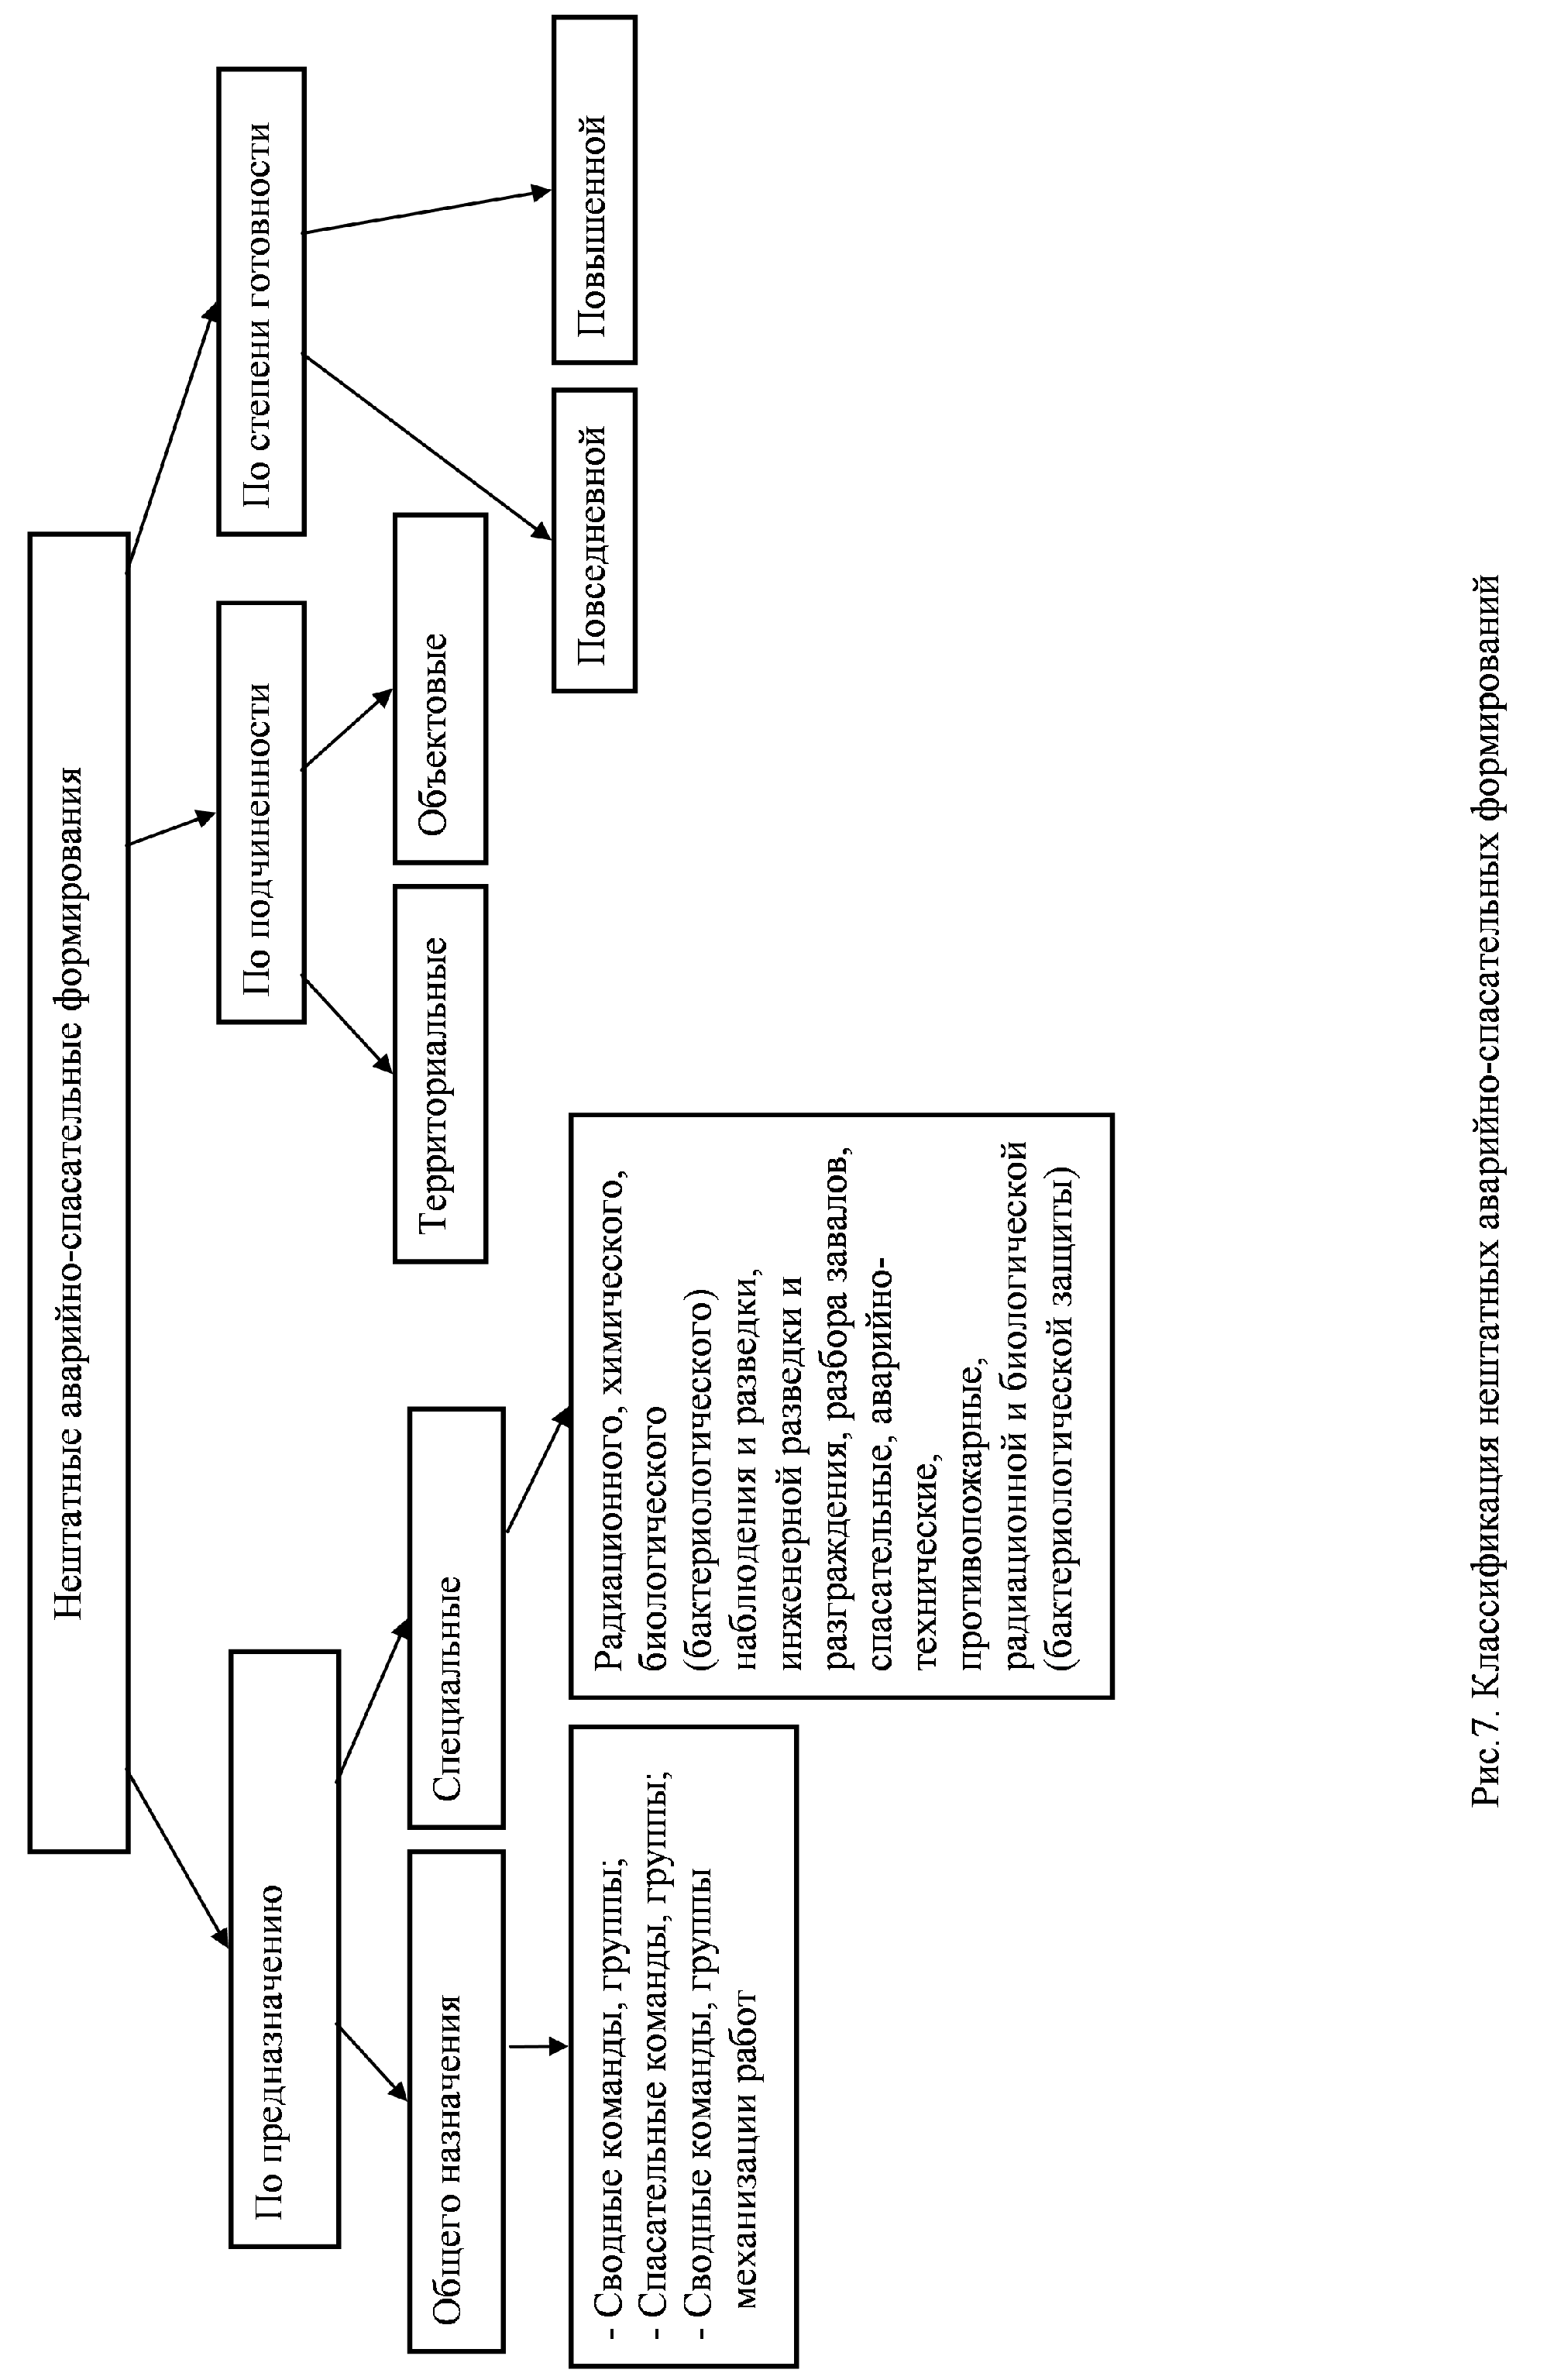 Нештатные аварийно-спасательные формирования
По предназначению
По подчиненности
По степени готовности
Общего назначения
Специальные
Территориальные
Объектовые
Повседневной
Повышенной
- Сводные команды, группы;
- Спасательные команды, группы;
- Сводные команды, группы
механизации работ
Радиационного, химического,
биологического
(бактериологического)
наблюдения и разведки,
инженерной разведки и
разграждения, разбора завалов,
спасательные, аварийно-
технические,
противопожарные,
радиационной и биологической
(бактериологической защиты)
Рис.7. Классификация нештатных аварийно-спасательных формирований